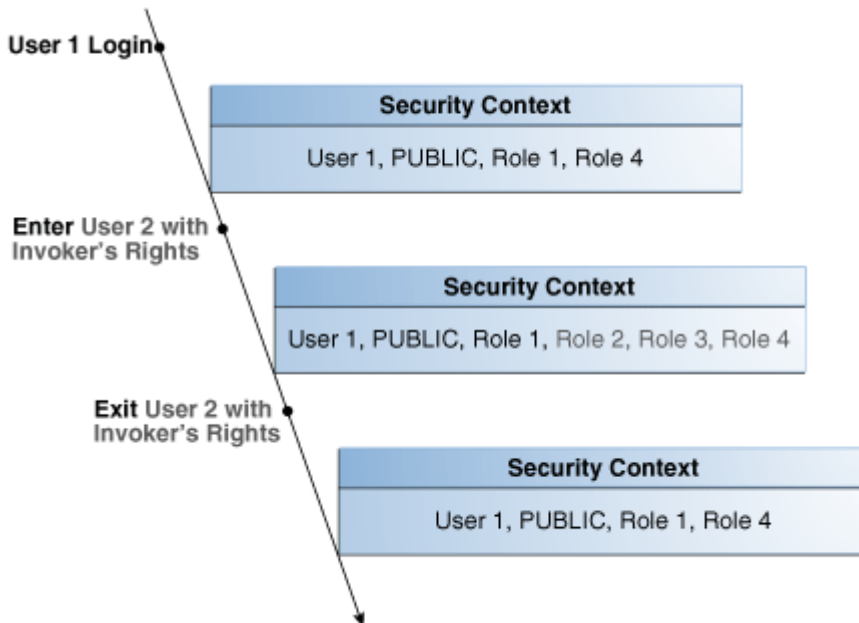 User 1 Login
Security Context
User 1, PUBLIC, Role 1, Role 4
Enter User 2 with
Invoker's Rights
Security Context
User 1, PUBLIC, Role 1, Role 2, Role 3, Role 4
Exit User 2 with
Invoker's Rights
Security Context
User 1, PUBLIC, Role 1, Role 4